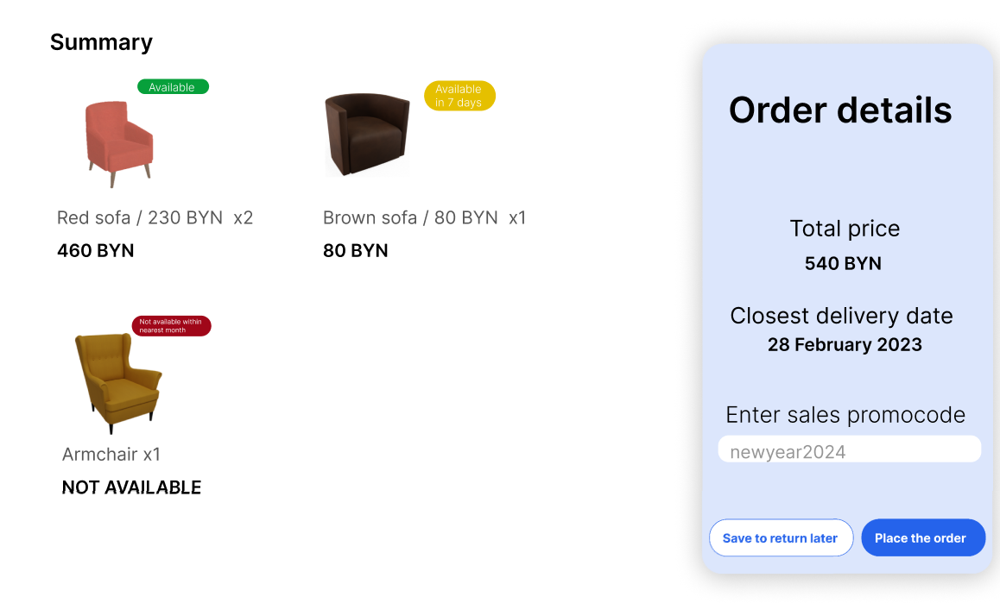 Summary
Available
Red sofa / 230 BYN x2
460 BYN
Available
in 7 days
Brown sofa / 80 BYN x1
80 BYN
Not available within
nearest month
Armchair x1
NOT AVAILABLE
Order details
Total price
540 BYN
Closest delivery date
28 February 2023
Enter sales promocode
newyear2024
Save to return later
Place the order